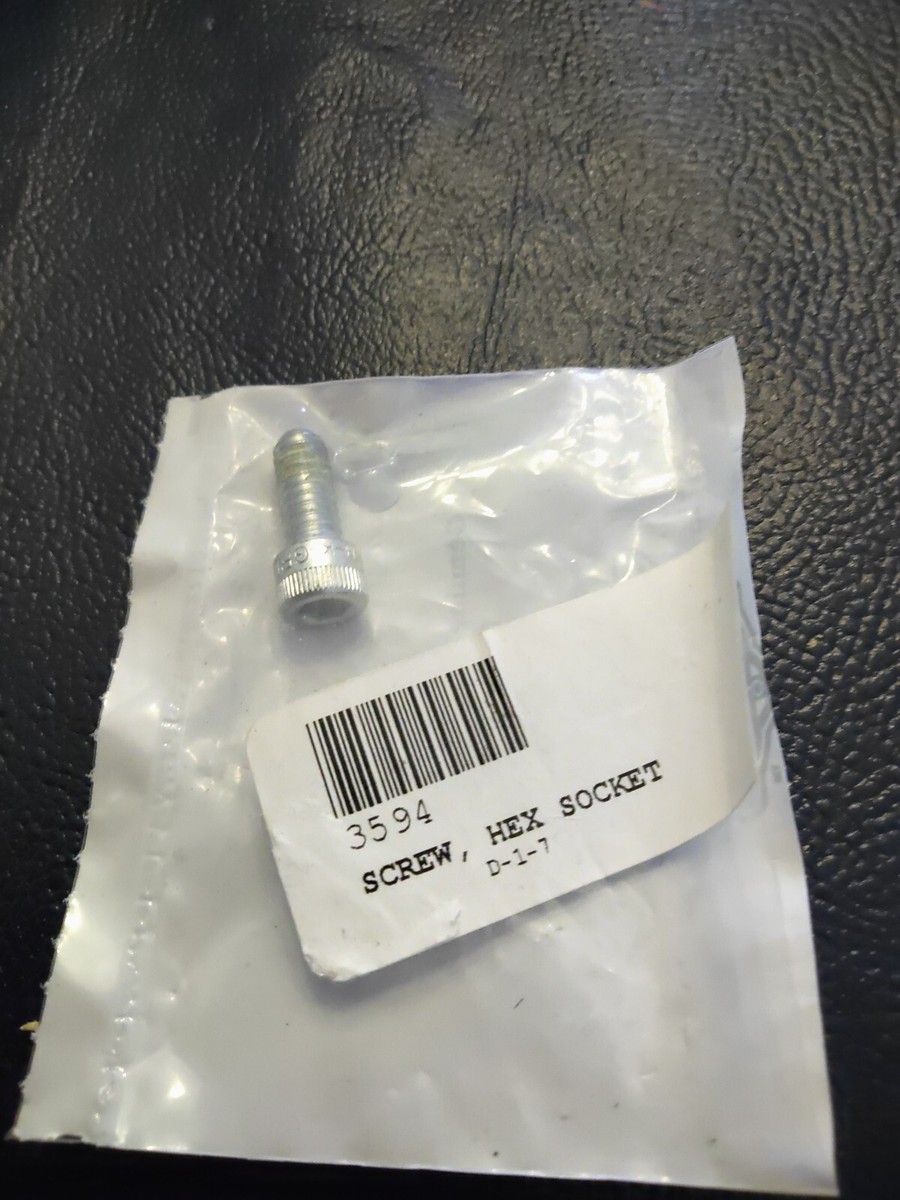 3594
SCREW, HEX SOCKET
D-1-7